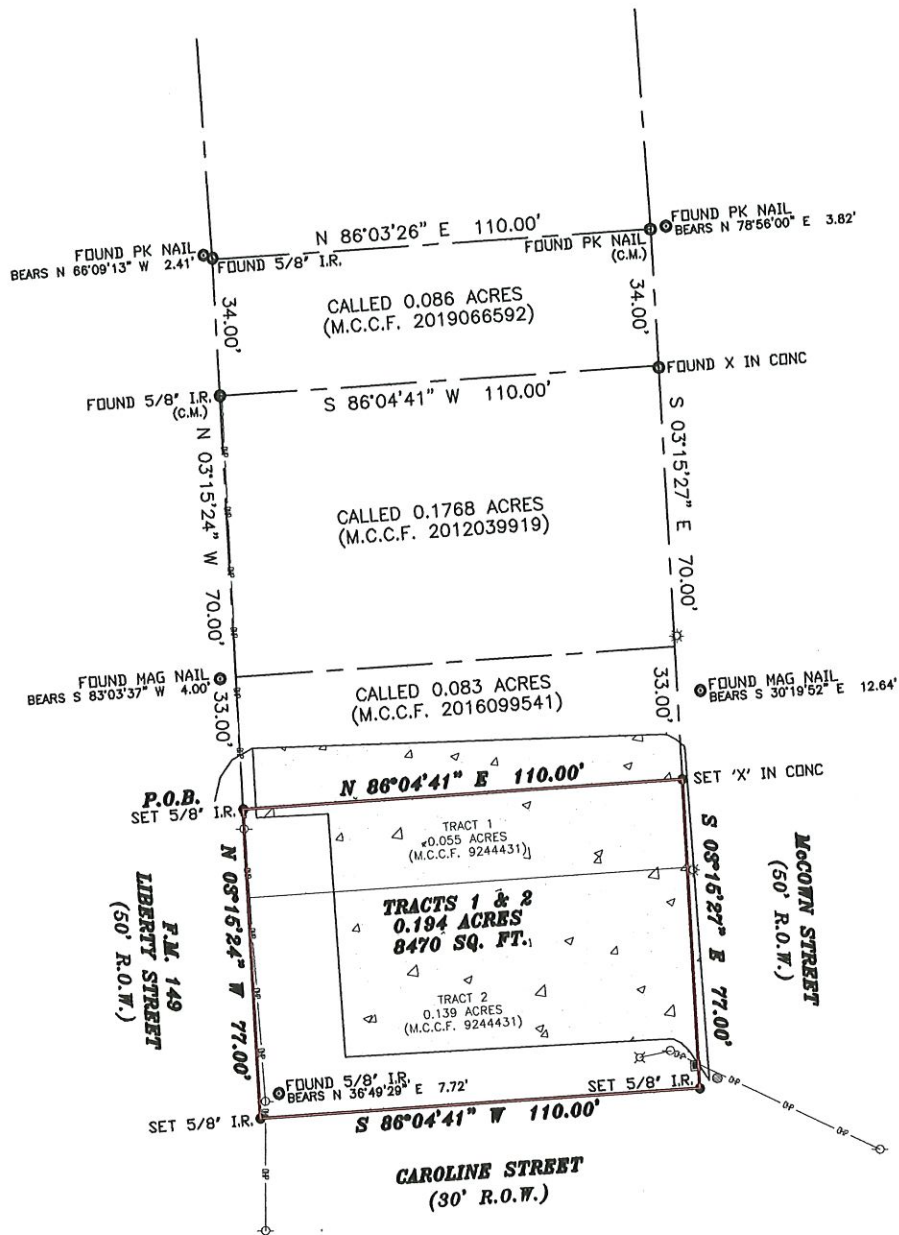 FOUND PK NAIL
BEARS N 66°09'13" W 2.41'
FOUND 5/8" I.R.
N 86°03'26" E 110.00'
FOUND PK NAIL
(C.M.)
FOUND PK NAIL
BEARS N 78°56'00" E 3.82'
34.00'
CALLED 0.086 ACRES
(M.C.C.F. 2019066592)
34.00'
FOUND X IN CONC
FOUND 5/8" I.R.
(C.M.)
S 86°04'41" W 110.00'
N 03°15'24" W 70.00'
CALLED 0.1768 ACRES
(M.C.C.F. 2012039919)
S 03°15'27" E 70.00'
FOUND MAG NAIL
BEARS S 83°03'37" W 4.00'
33.00'
CALLED 0.083 ACRES
(M.C.C.F. 2016099541)
33.00'
FOUND MAG NAIL
BEARS S 30°19'52" E 12.64'
N 86°04'41" E 110.00'
SET 'X' IN CONC
P.O.B.
SET 5/8" I.R.
TRACT 1
0.055 ACRES
(M.C.C.F. 9244431)
F.M. 149
LIBERTY STREET
(50' R.O.W.)
N 03°15'24" W 77.00'
TRACTS 1 & 2
0.194 ACRES
8470 SQ. FT.
S 03°15'27" E 77.00'
McCOWN STREET
(50' R.O.W.)
TRACT 2
0.139 ACRES
(M.C.C.F. 9244431)
FOUND 5/8" I.R.
BEARS N 36°49'29" E 7.72'
SET 5/8" I.R.
SET 5/8" I.R.
S 86°04'41" W 110.00'
CAROLINE STREET
(30' R.O.W.)